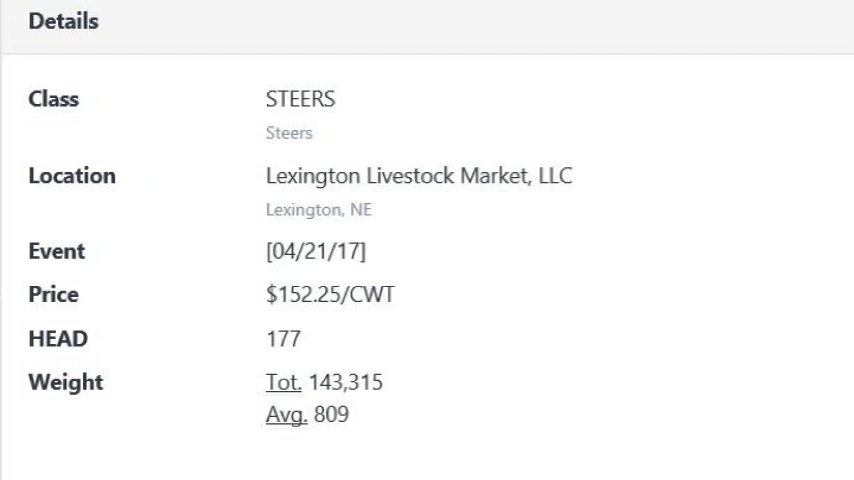 Details
Class STEERS
Steers
Location Lexington Livestock Market, LLC
Lexington, NE
Event [04/21/17]
Price $152.25/CWT
HEAD 177
Weight Tot. 143,315
Avg. 809